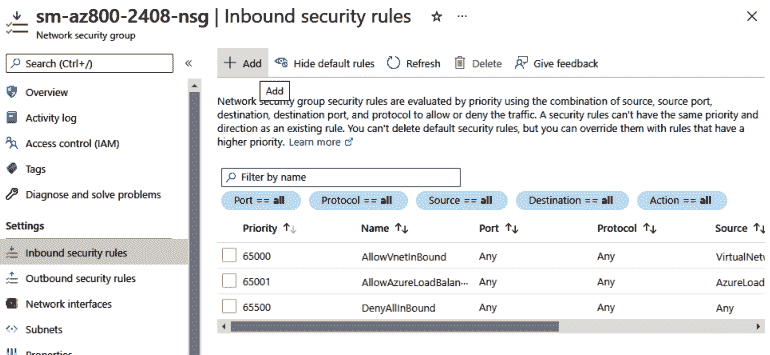 sm-az800-2408-nsg | Inbound security rules
Network security group
Search (Ctrl+/)
Overview
Activity log
Access control (IAM)
Tags
Diagnose and solve problems
Settings
Inbound security rules
Outbound security rules
Network interfaces
Subnets
Properties
Add Hide default rules Refresh Delete Give feedback
Add
Network security group security rules are evaluated by priority using the combination of source, source port,
destination, destination port, and protocol to allow or deny the traffic. A security rules can't have the same priority and
direction as an existing rule. You can't delete default security rules, but you can override them with rules that have a
higher priority. Learn more
Filter by name
Port == all Protocol == all Source == all Destination == all Action == all
Priority Name Port Protocol Source
65000 AllowVnetInBound Any Any VirtualNetw
65001 AllowAzureLoadBalan··· Any Any AzureLoad
65500 DenyAllInBound Any Any Any